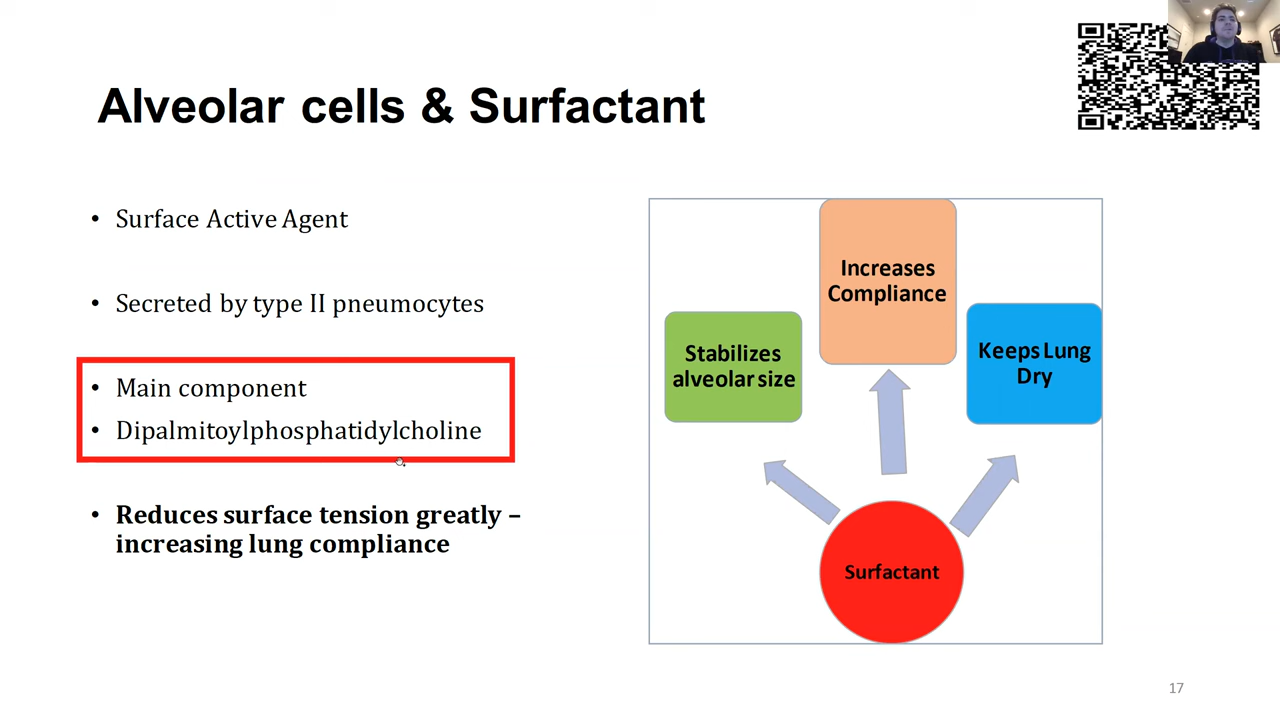 Alveolar cells & Surfactant
• Surface Active Agent
• Secreted by type II pneumocytes
• Main component
• Dipalmitoylphosphatidylcholine
• Reduces surface tension greatly –
increasing lung compliance
Increases
Compliance
Stabilizes
alveolar size
Keeps Lung
Dry
Surfactant
17